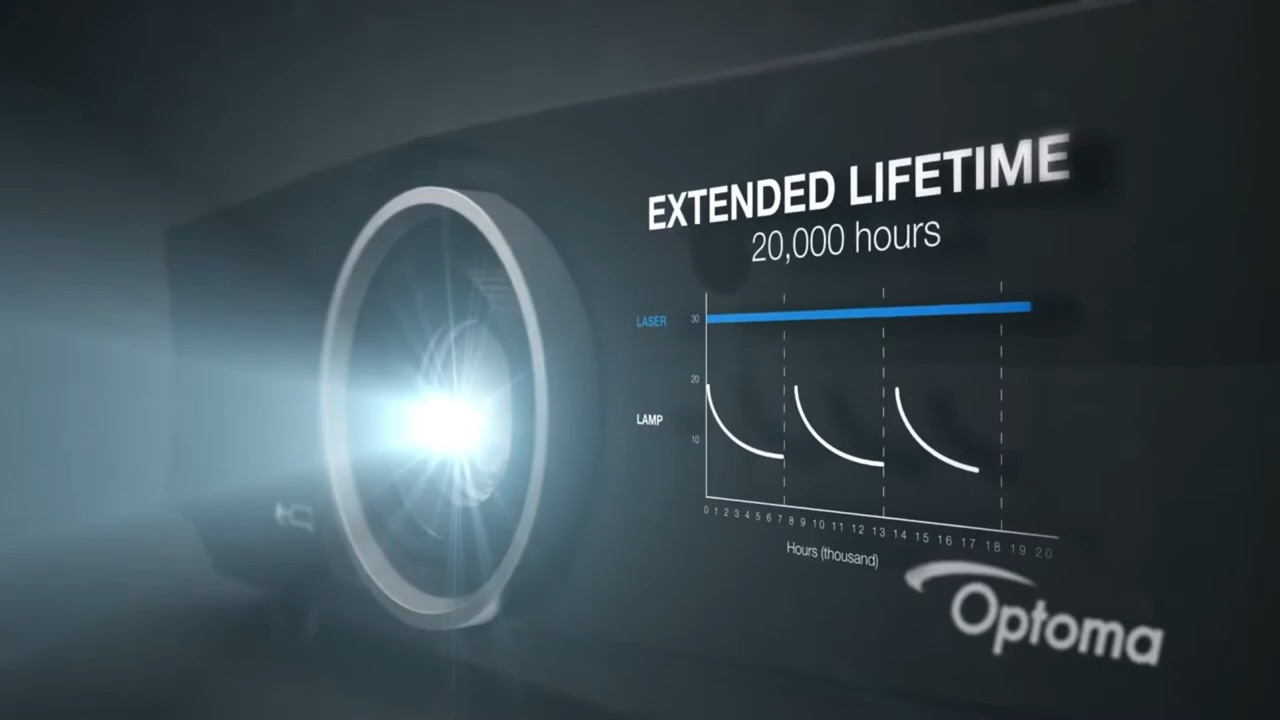 EXTENDED LIFETIME
20,000 hours
LASER
30
20
LAMP
10
0 1 2 3 4 5 6 7 8 9 10 11 12 13 14 15 16 17 18 19 20
Hours (thousand)
Optoma